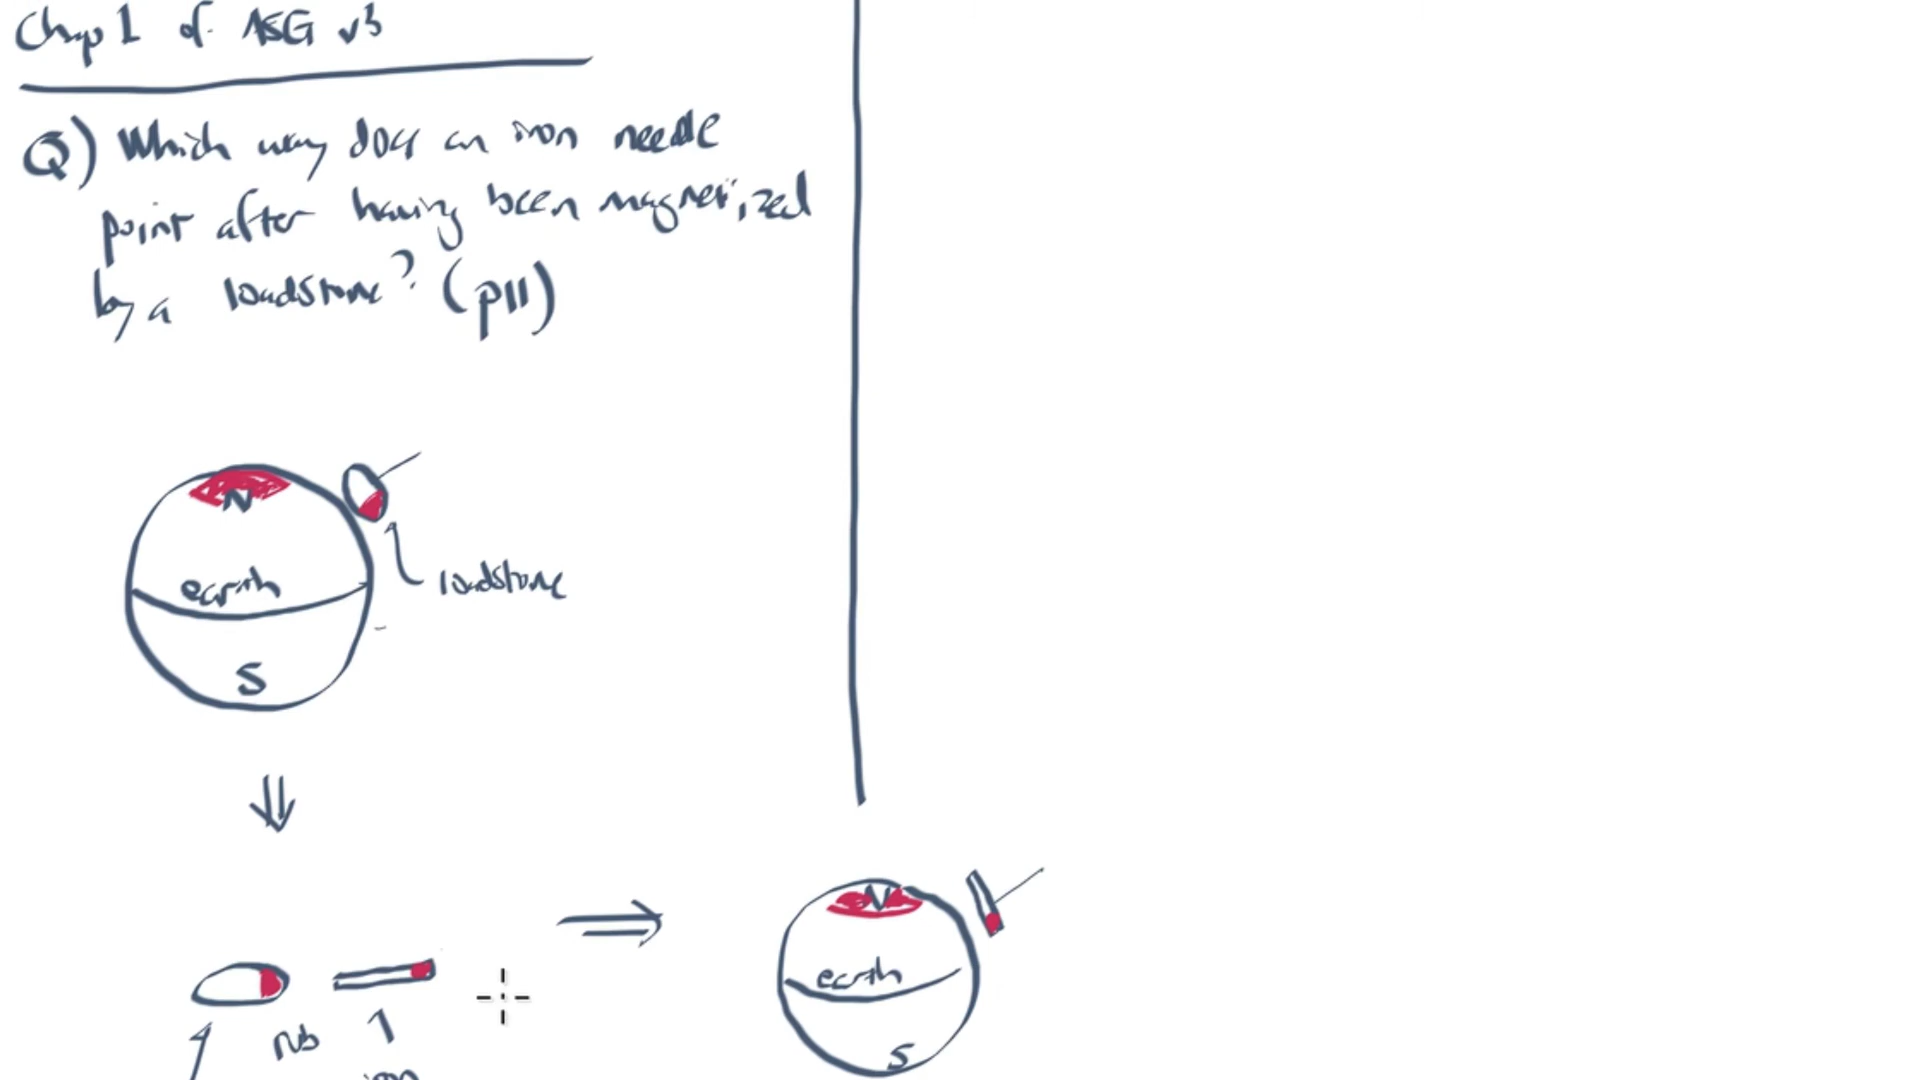 Chap 1 of ASG v3
Q) Which way does an iron needle
point after having been magnetized
by a loadstone? (p11)
N
earth
loadstone
S
N
earth
rub
S
iron